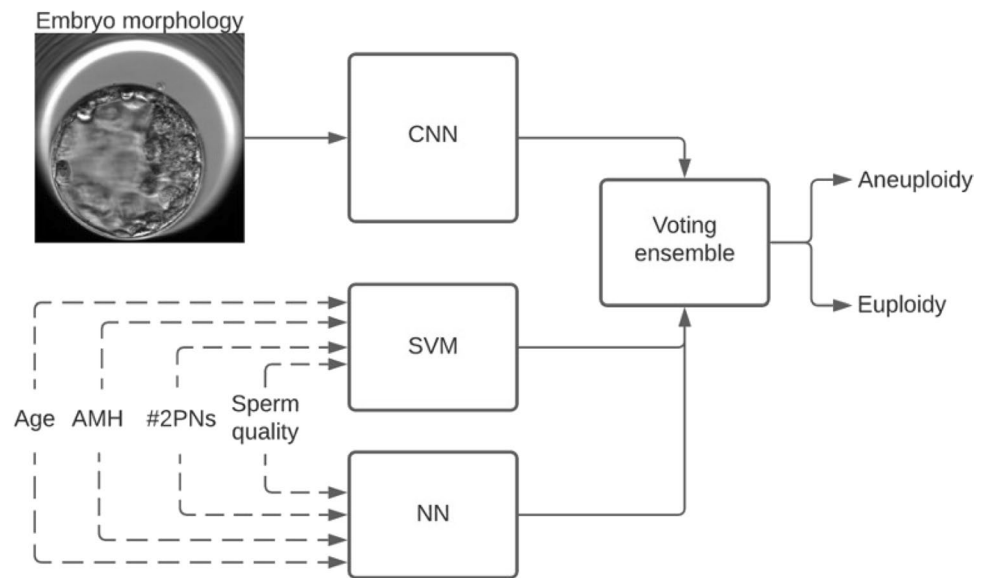 Embryo morphology
CNN
Voting
ensemble
Aneuploidy
Euploidy
SVM
Age
AMH
#2PNs
Sperm
quality
NN